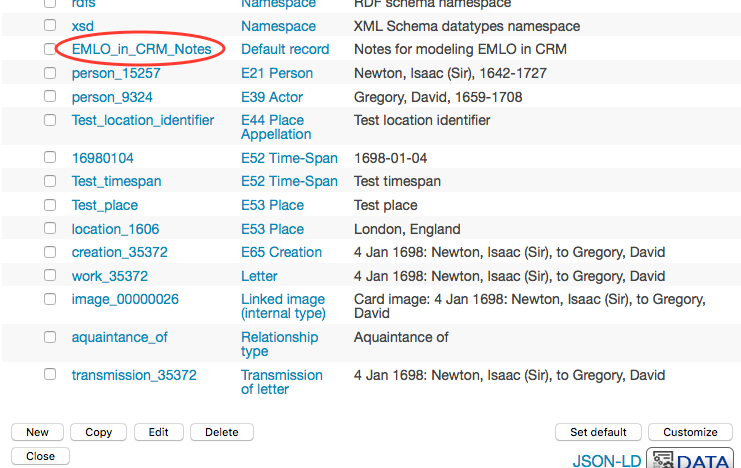 rdfs Namespace RDF schema namespace
xsd Namespace XML Schema datatypes namespace
EMLO_in_CRM_Notes Default record Notes for modeling EMLO in CRM
person_15257 E21 Person Newton, Isaac (Sir), 1642-1727
person_9324 E39 Actor Gregory, David, 1659-1708
Test_location_identifier E44 Place Test location identifier
Appellation
16980104 E52 Time-Span 1698-01-04
Test_timespan E52 Time-Span Test timespan
Test_place E53 Place Test place
location_1606 E53 Place London, England
creation_35372 E65 Creation 4 Jan 1698: Newton, Isaac (Sir), to Gregory, David
work_35372 Letter 4 Jan 1698: Newton, Isaac (Sir), to Gregory, David
image_00000026 Linked image Card image: 4 Jan 1698: Newton, Isaac (Sir), to Gregory,
(internal type) David
aquaintance_of Relationship Aquaintance of
type
transmission_35372 Transmission 4 Jan 1698: Newton, Isaac (Sir), to Gregory, David
of letter
New Copy Edit Delete Set default Customize
Close JSON-LD DATA